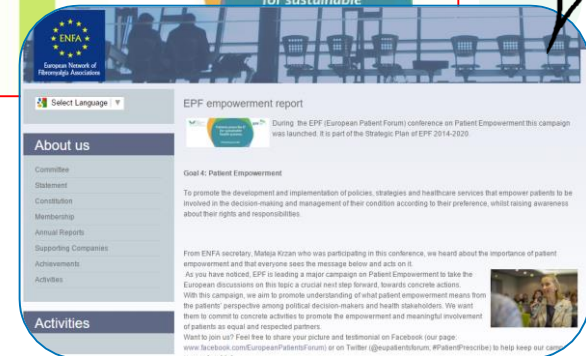 for sustainable
ENFA
European Network of
Fibromyalgia Associations
Select Language
About us
Committee
Statement
Constitution
Membership
Annual Reports
Supporting Companies
Achievements
Activities
Activities
EPF empowerment report
During the EPF (European Patient Forum) conference on Patient Empowerment this campaign
was launched. It is part of the Strategic Plan of EPF 2014-2020.
Goal 4: Patient Empowerment
To promote the development and implementation of policies, strategies and healthcare services that empower patients to be
involved in the decision-making and management of their condition according to their preference, whilst raising awareness
about their rights and responsibilities.
From ENFA secretary, Mateja Krzan who was participating in this conference, we heard about the importance of patient
empowerment and that everyone sees the message below and acts on it.
As you have noticed, EPF is leading a major campaign on Patient Empowerment to take the
European discussions on this topic a crucial next step forward, towards concrete actions.
With this campaign, we aim to promote understanding of what patient empowerment means from
the patients' perspective among political decision-makers and health stakeholders. We want
them to commit to concrete activities to promote the empowerment and meaningful involvement
of patients as equal and respected partners.
Want to join us? Feel free to share your picture and testimonial on Facebook (our page:
www.facebook.com/EuropeanPatientsForum) or on Twitter (@eupatientsforum, #PatientPrescribe) to help keep our